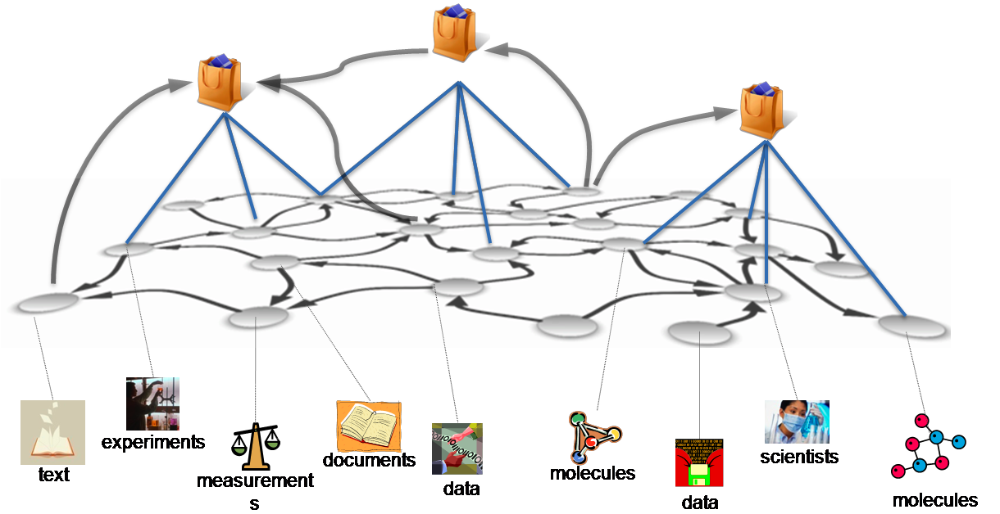 text
experiments
measurement
s
documents
data
molecules
data
scientists
molecules